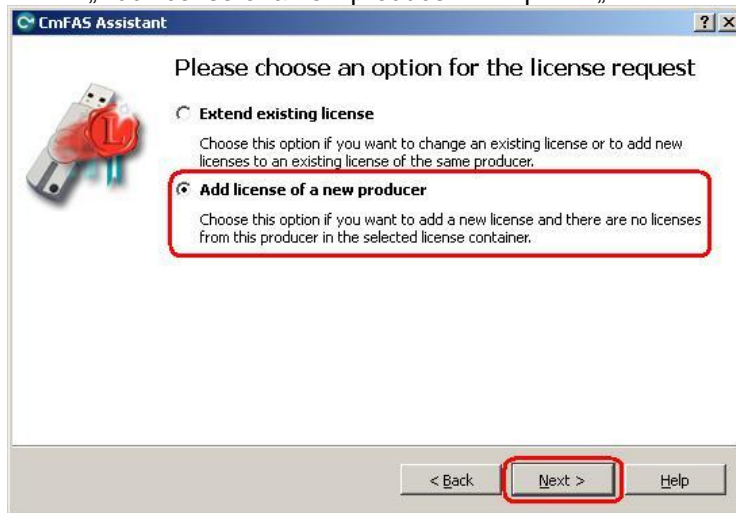 CmFAS Assistant
Please choose an option for the license request
Extend existing license
Choose this option if you want to change an existing license or to add new
licenses to an existing license of the same producer.
Add license of a new producer
Choose this option if you want to add a new license and there are no licenses
from this producer in the selected license container.
< Back
Next >
Help